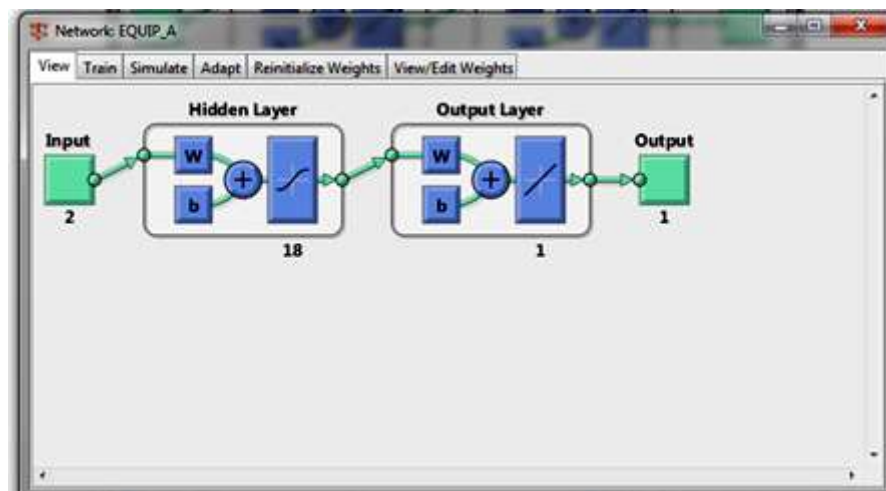 Network: EQUIP_A
View Train Simulate Adapt Reinitialize Weights View/Edit Weights
Hidden Layer Output Layer
Input Output
W W
b b
2 1
18 1